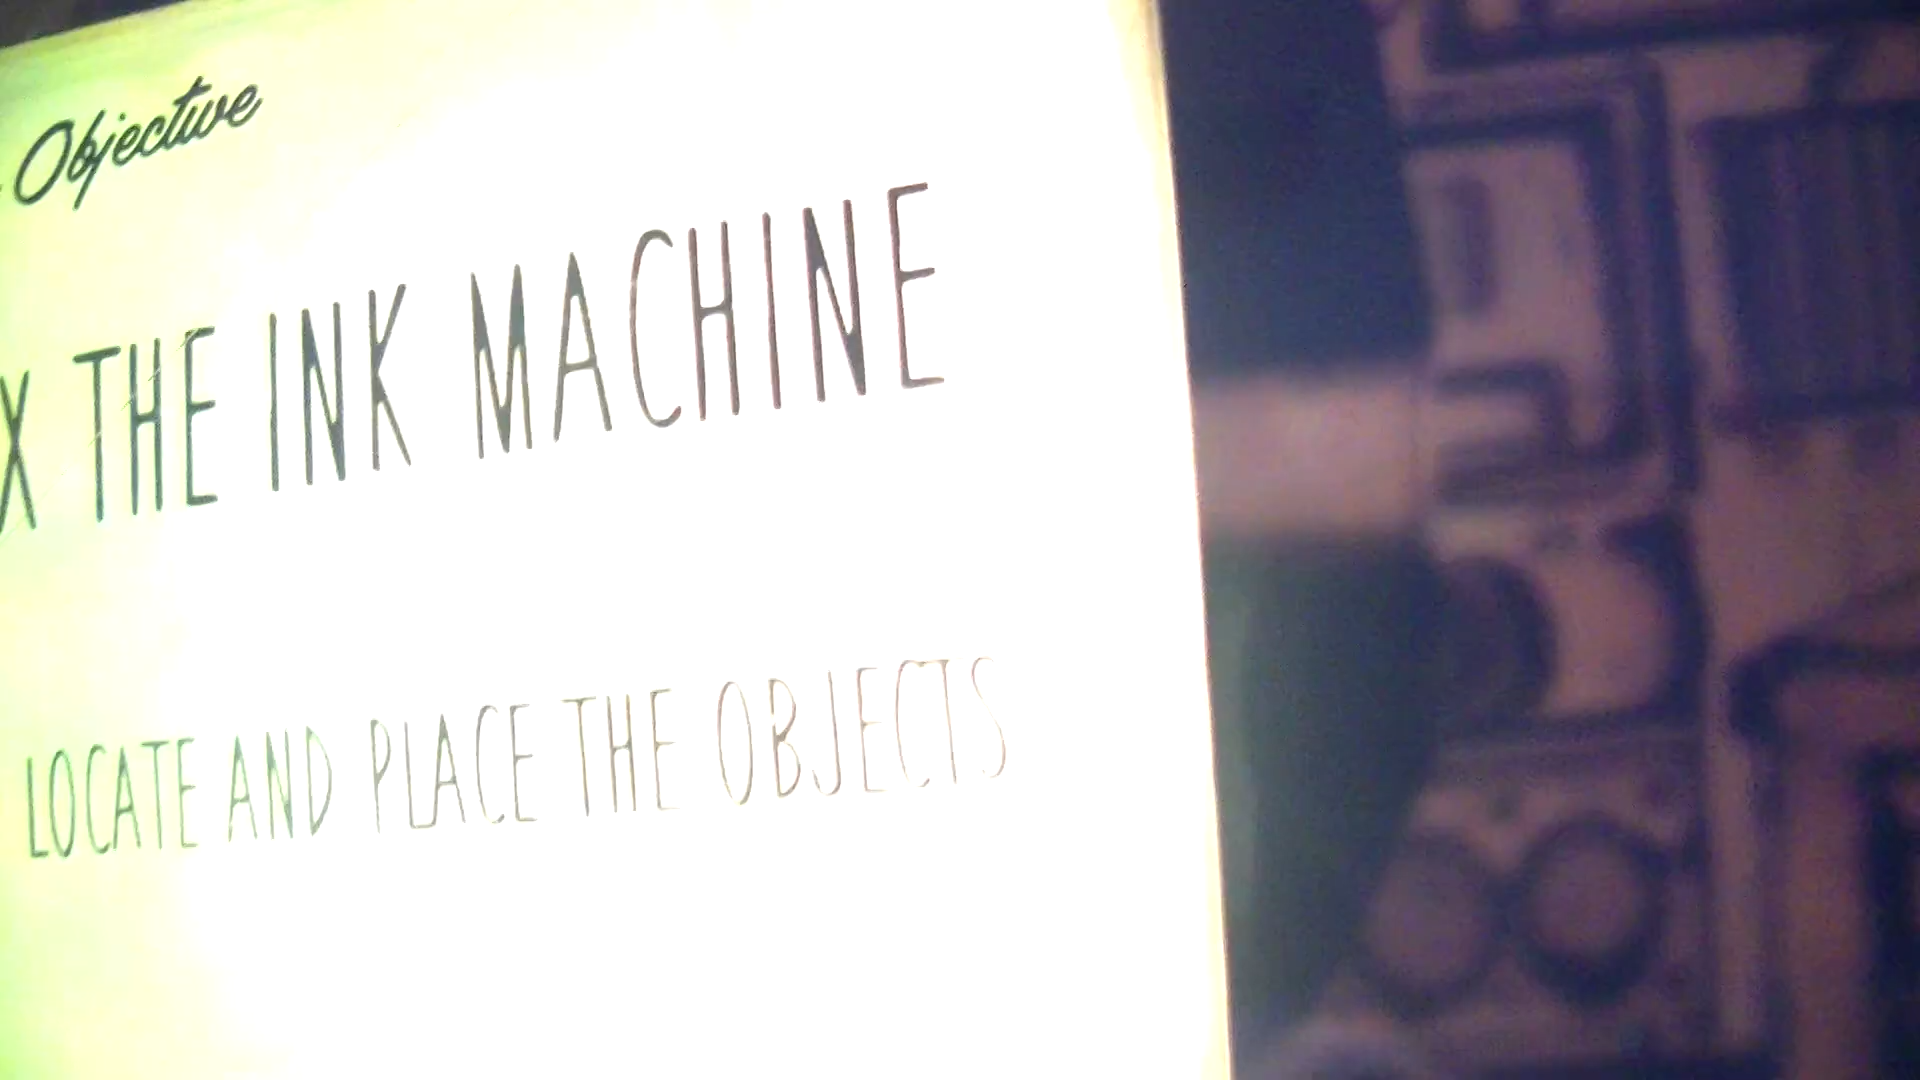 Objective
X THE INK MACHINE
LOCATE AND PLACE THE OBJECTS